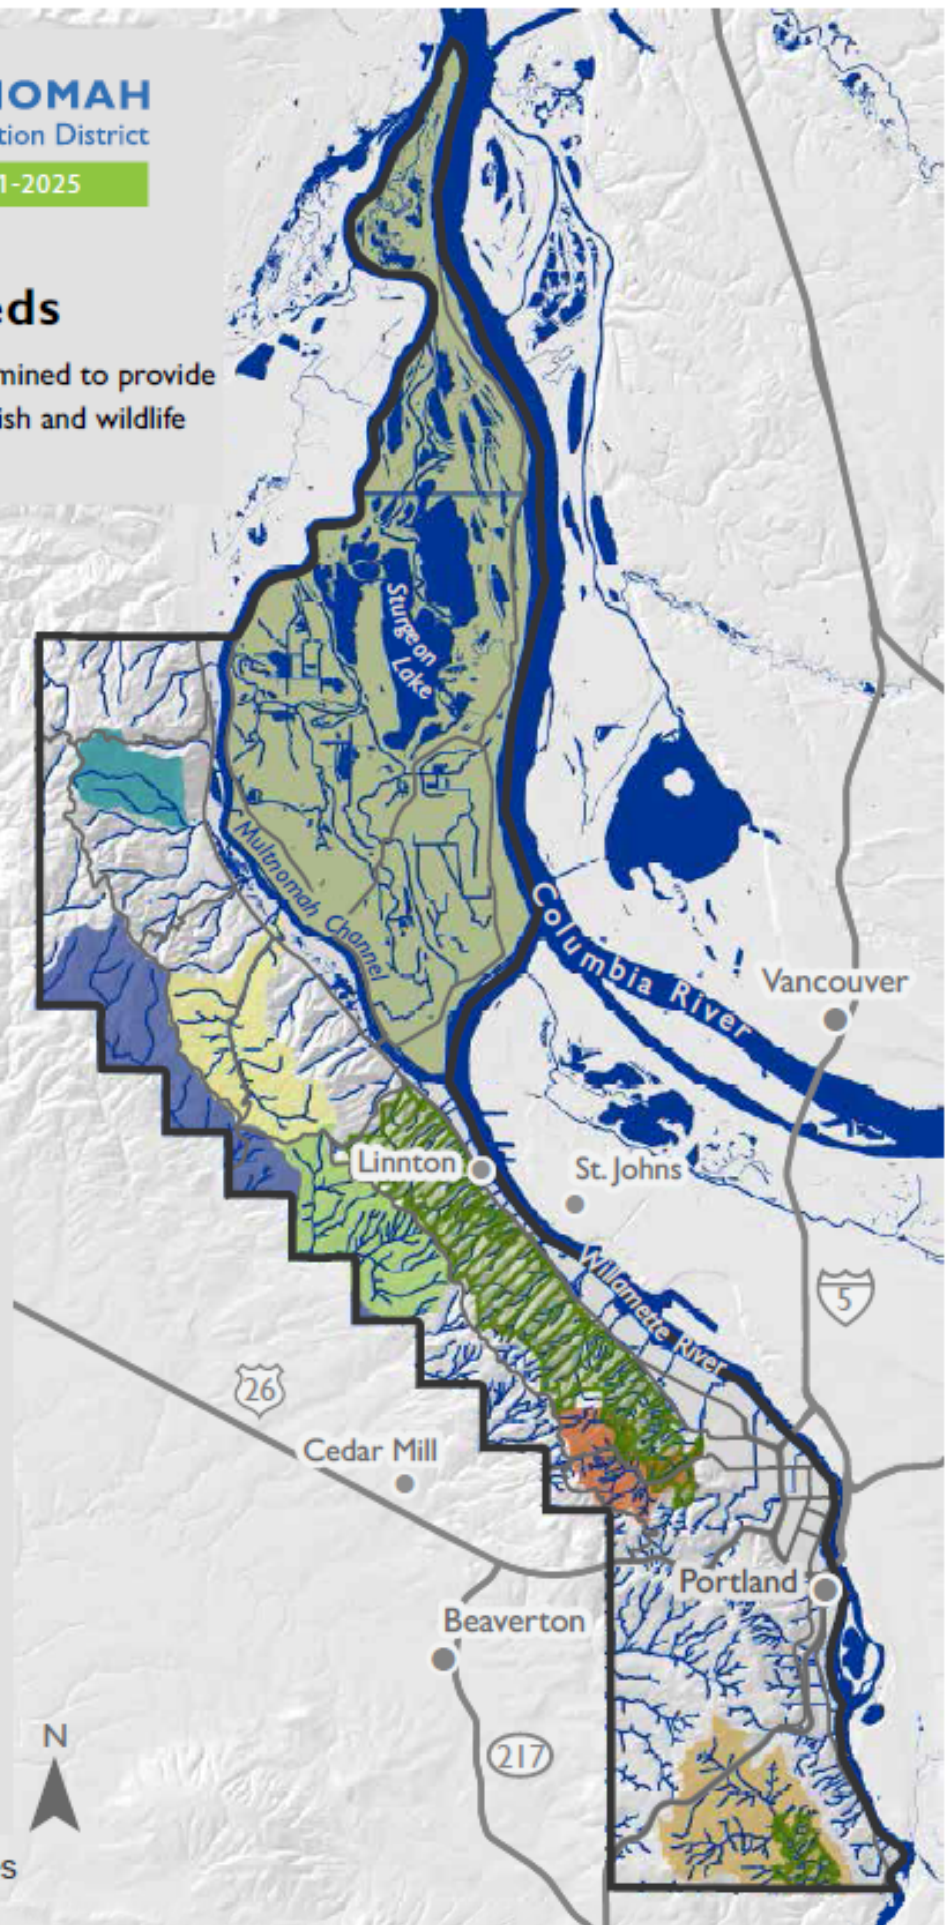 NOMAH
tion District
1-2025
eds
mined to provide
ish and wildlife
Sturgeon
Lake
Multnomah Channel
Columbia River
Vancouver
Linnton
St. Johns
Willamette River
5
26
Cedar Mill
Portland
Beaverton
217
N
s